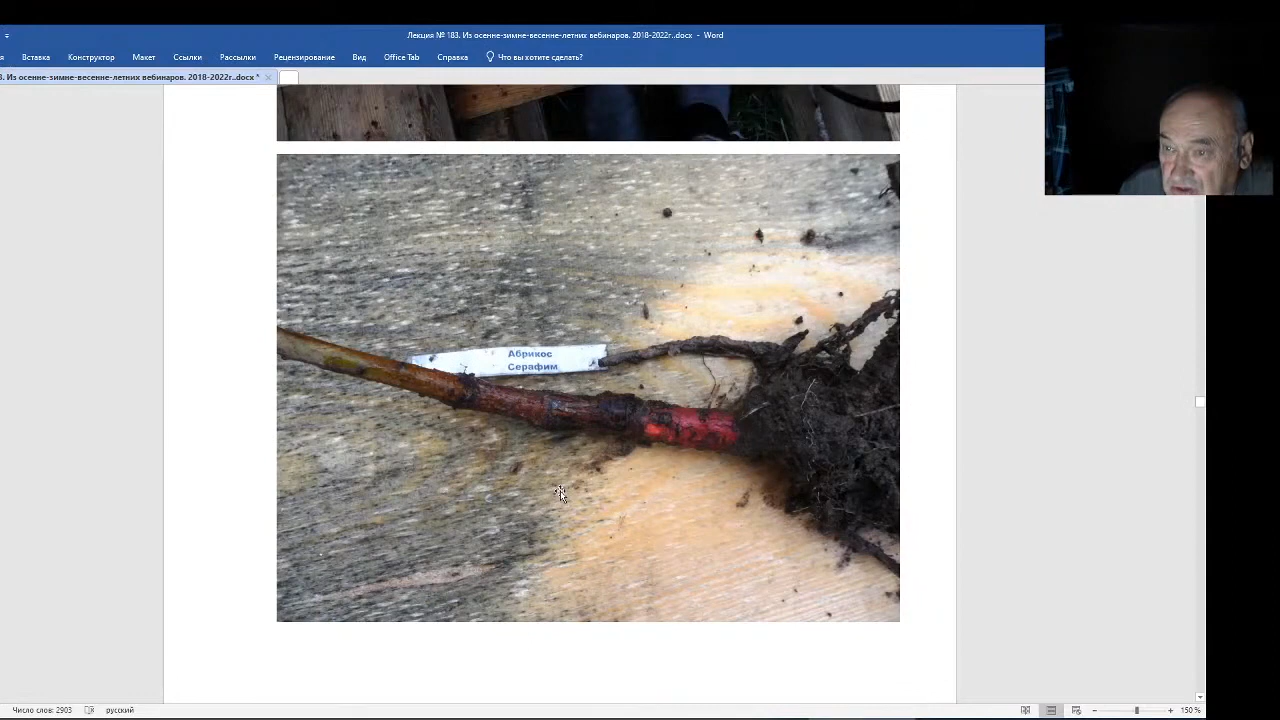 Лекция № 183. Из осенне-зимне-весенне-летних вебинаров. 2018-2022г..docx - Word
я Вставка Конструктор Макет Ссылки Рассылки Рецензирование Вид Office Tab Справка Что вы хотите сделать?
3. Из осенне-зимне-весенне-летних вебинаров. 2018-2022г..docx *
Абрикос
Серафим
Число слов: 2903 русский 150 %